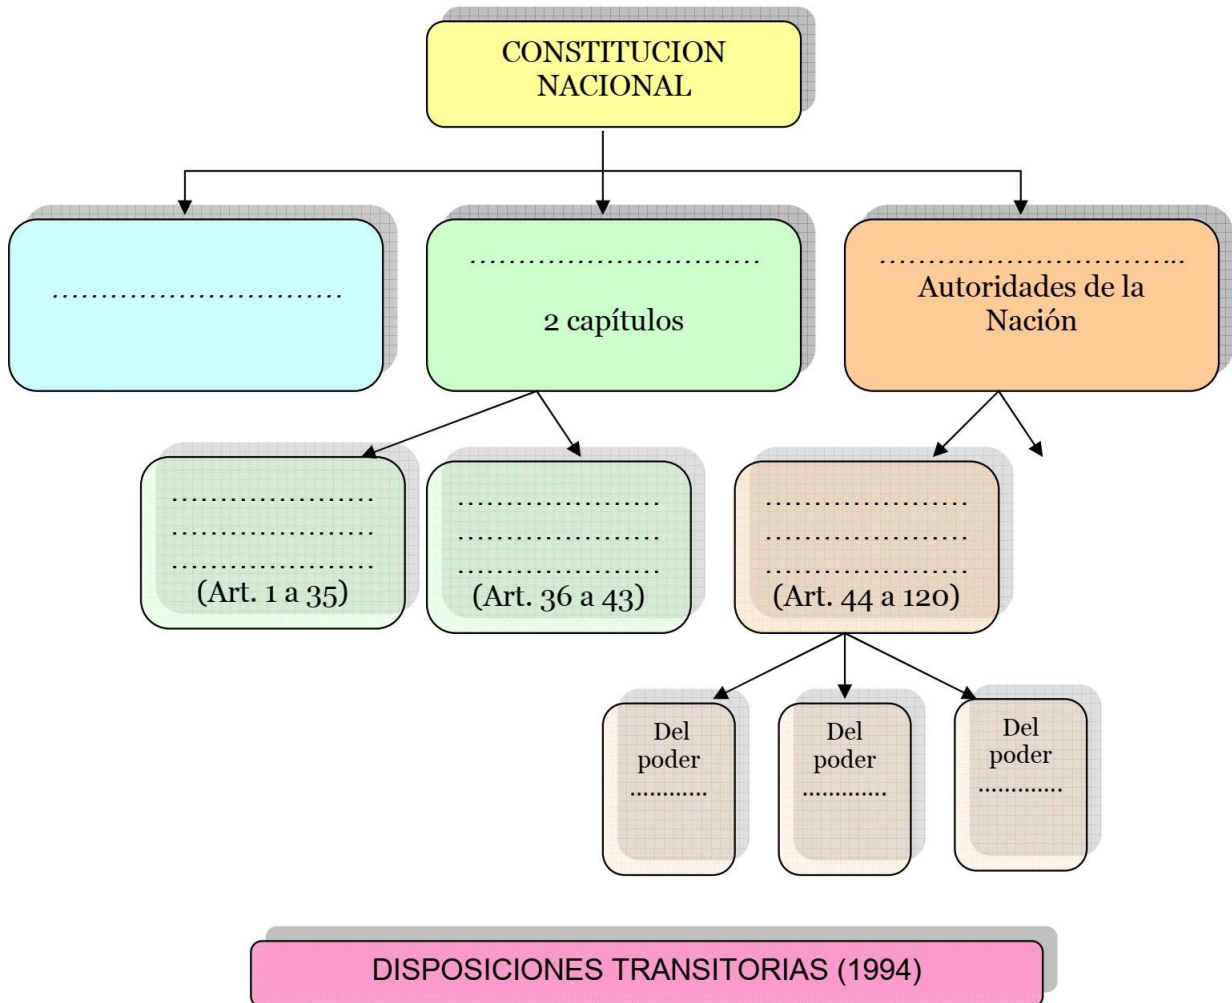 CONSTITUCION
NACIONAL
..............................
..............................
2 capítulos
................................
Autoridades de la
Nación
.....................
.....................
.....................
(Art. 1 a 35)
.....................
.....................
.....................
(Art. 36 a 43)
.....................
.....................
.....................
(Art. 44 a 120)
Del
poder
............
Del
poder
.............
Del
poder
.............
DISPOSICIONES TRANSITORIAS (1994)